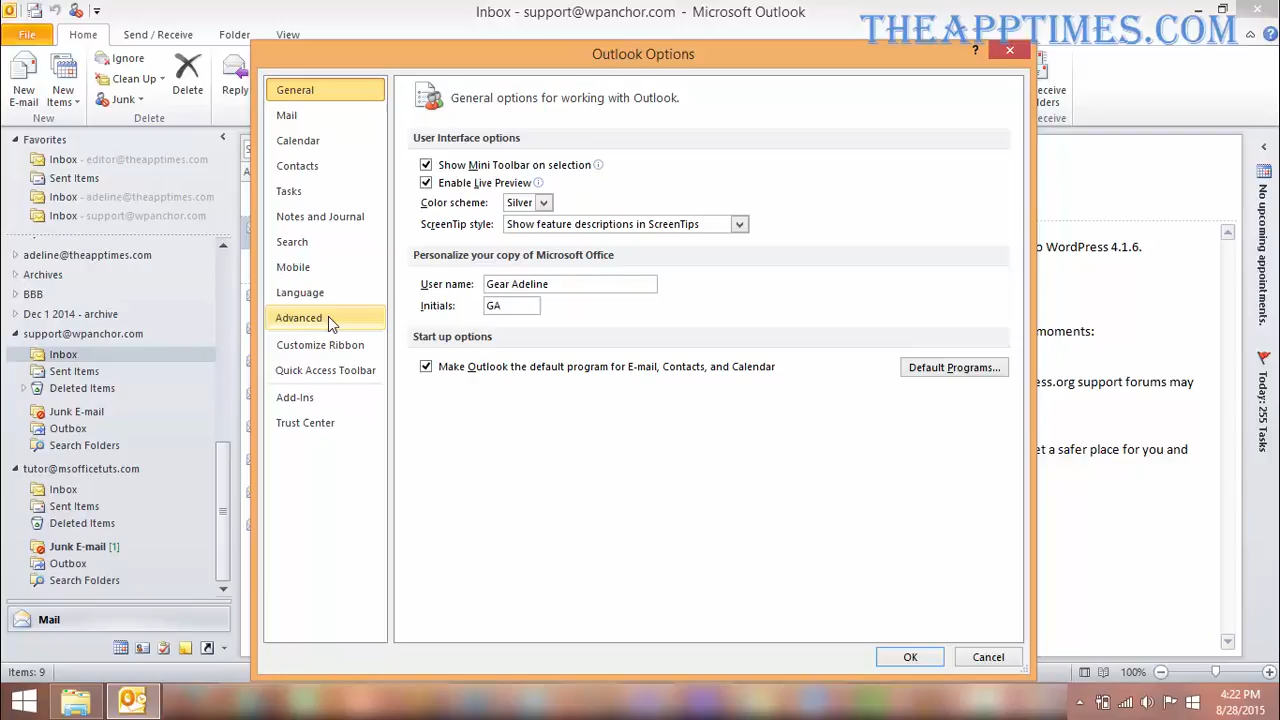 Inbox - support@wpanchor.com - Microsoft Outlook
THEAPPTIMES.COM
File Home Send / Receive Folder View
Outlook Options
?
New E-mail
New Items
Ignore
Clean Up
Junk
Delete
Reply
New
Delete
Favorites
Inbox - editor@theapptimes.com
Sent Items
Inbox - adeline@theapptimes.com
Inbox - support@wpanchor.com
adeline@theapptimes.com
Archives
BBB
Dec 1 2014 - archive
support@wpanchor.com
Inbox
Sent Items
Deleted Items
Junk E-mail
Outbox
Search Folders
tutor@msofficetuts.com
Inbox
Sent Items
Deleted Items
Junk E-mail [1]
Outbox
Search Folders
Mail
Items: 9
General
Mail
Calendar
Contacts
Tasks
Notes and Journal
Search
Mobile
Language
Advanced
Customize Ribbon
Quick Access Toolbar
Add-Ins
Trust Center
General options for working with Outlook.
User Interface options
Show Mini Toolbar on selection
Enable Live Preview
Color scheme: Silver
ScreenTip style: Show feature descriptions in ScreenTips
Personalize your copy of Microsoft Office
User name: Gear Adeline
Initials: GA
Start up options
Make Outlook the default program for E-mail, Contacts, and Calendar
Default Programs...
OK Cancel
WordPress 4.1.6.
moments:
support forums may
a safer place for you and
No upcoming appointments.
Today: 255 Tasks
100%
4:22 PM
8/28/2015